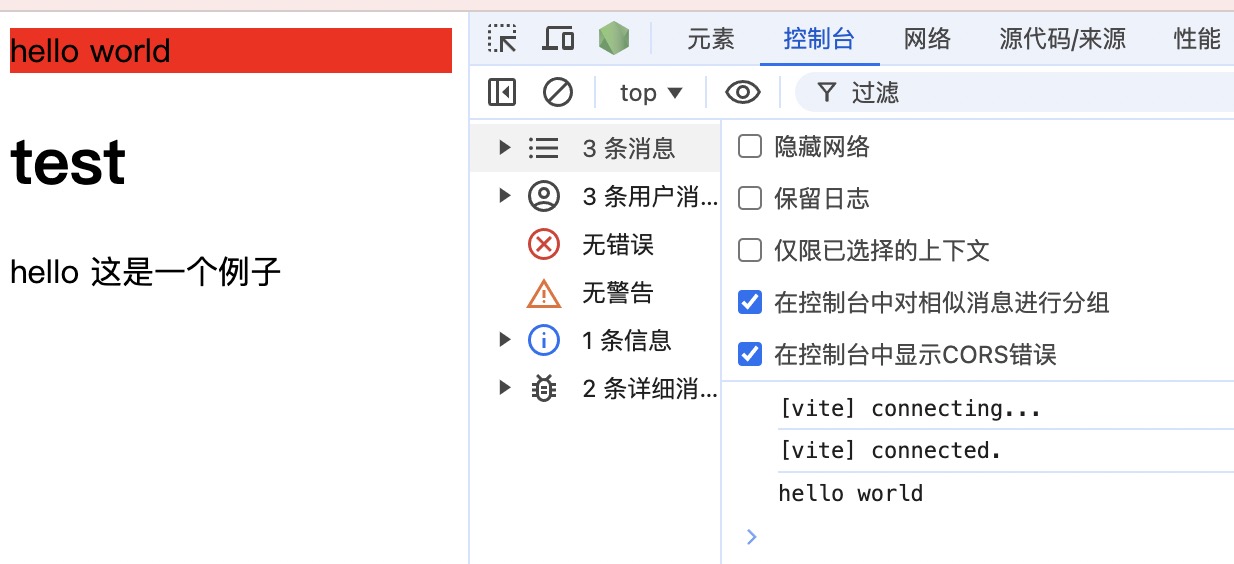 hello world
test
hello 这是一个例子
元素 控制台 网络 源代码/来源 性能
top 过滤
3 条消息
3 条用户消...
无错误
无警告
1 条信息
2 条详细消...
隐藏网络
保留日志
仅限已选择的上下文
在控制台中对相似消息进行分组
在控制台中显示CORS错误
[vite] connecting...
[vite] connected.
hello world